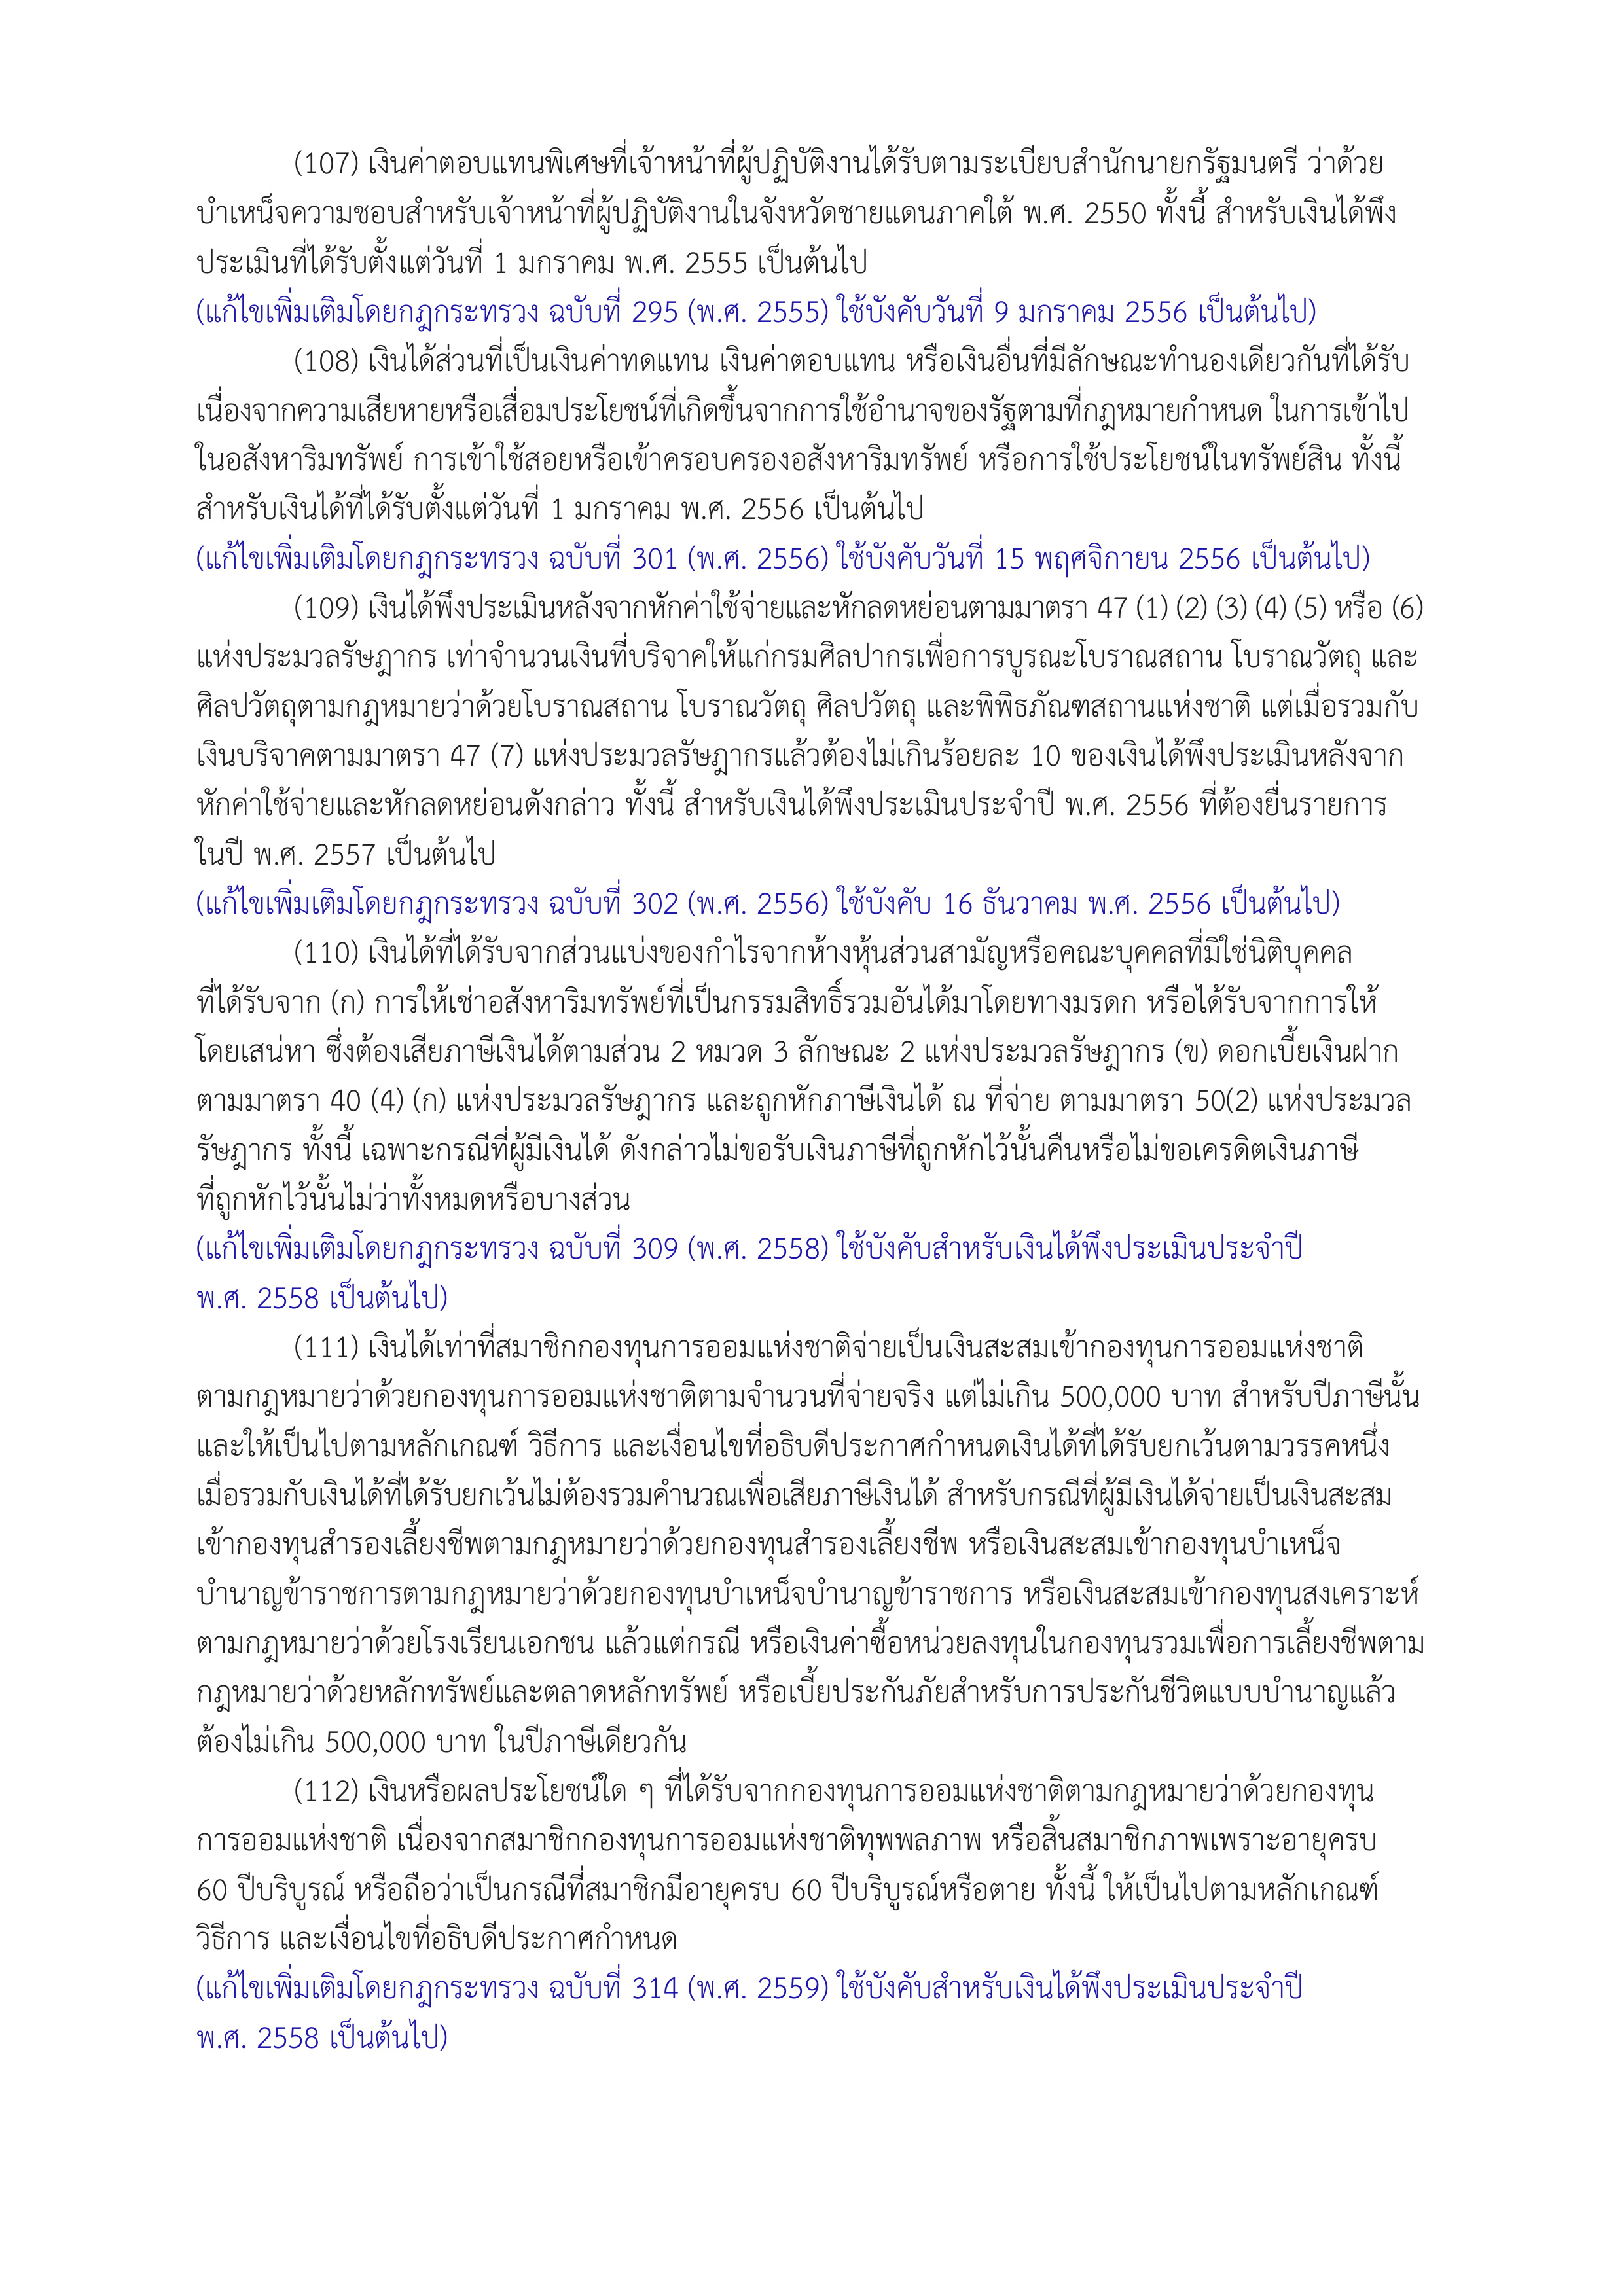 (107) เงินค่าตอบแทนพิเศษที่เจ้าหน้าที่ผู้ปฏิบัติงานได้รับตามระเบียบสำนักนายกรัฐมนตรี ว่าด้วย
บำเหน็จความชอบสำหรับเจ้าหน้าที่ผู้ปฏิบัติงานในจังหวัดชายแดนภาคใต้ พ.ศ. 2550 ทั้งนี้ สำหรับเงินได้พึง
ประเมินที่ได้รับตั้งแต่วันที่ 1 มกราคม พ.ศ. 2555 เป็นต้นไป
(แก้ไขเพิ่มเติมโดยกฎกระทรวง ฉบับที่ 295 (พ.ศ. 2555) ใช้บังคับวันที่ 9 มกราคม 2556 เป็นต้นไป)
(108) เงินได้ส่วนที่เป็นเงินค่าทดแทน เงินค่าตอบแทน หรือเงินอื่นที่มีลักษณะทำนองเดียวกันที่ได้รับ
เนื่องจากความเสียหายหรือเสื่อมประโยชน์ที่เกิดขึ้นจากการใช้อำนาจของรัฐตามที่กฎหมายกำหนด ในการเข้าไป
ในอสังหาริมทรัพย์ การเข้าใช้สอยหรือเข้าครอบครองอสังหาริมทรัพย์ หรือการใช้ประโยชน์ในทรัพย์สิน ทั้งนี้
สำหรับเงินได้ที่ได้รับตั้งแต่วันที่ 1 มกราคม พ.ศ. 2556 เป็นต้นไป
(แก้ไขเพิ่มเติมโดยกฎกระทรวง ฉบับที่ 301 (พ.ศ. 2556) ใช้บังคับวันที่ 15 พฤศจิกายน 2556 เป็นต้นไป)
(109) เงินได้พึงประเมินหลังจากหักค่าใช้จ่ายและหักลดหย่อนตามมาตรา 47 (1) (2) (3) (4) (5) หรือ (6)
แห่งประมวลรัษฎากร เท่าจำนวนเงินที่บริจาคให้แก่กรมศิลปากรเพื่อการบูรณะโบราณสถาน โบราณวัตถุ และ
ศิลปวัตถุตามกฎหมายว่าด้วยโบราณสถาน โบราณวัตถุ ศิลปวัตถุ และพิพิธภัณฑสถานแห่งชาติ แต่เมื่อรวมกับ
เงินบริจาคตามมาตรา 47 (7) แห่งประมวลรัษฎากรแล้วต้องไม่เกินร้อยละ 10 ของเงินได้พึงประเมินหลังจาก
หักค่าใช้จ่ายและหักลดหย่อนดังกล่าว ทั้งนี้ สำหรับเงินได้พึงประเมินประจำปี พ.ศ. 2556 ที่ต้องยื่นรายการ
ในปี พ.ศ. 2557 เป็นต้นไป
(แก้ไขเพิ่มเติมโดยกฎกระทรวง ฉบับที่ 302 (พ.ศ. 2556) ใช้บังคับ 16 ธันวาคม พ.ศ. 2556 เป็นต้นไป)
(110) เงินได้ที่ได้รับจากส่วนแบ่งของกำไรจากห้างหุ้นส่วนสามัญหรือคณะบุคคลที่มิใช่นิติบุคคล
ที่ได้รับจาก (ก) การให้เช่าอสังหาริมทรัพย์ที่เป็นกรรมสิทธิ์รวมอันได้มาโดยทางมรดก หรือได้รับจากการให้
โดยเสน่หา ซึ่งต้องเสียภาษีเงินได้ตามส่วน 2 หมวด 3 ลักษณะ 2 แห่งประมวลรัษฎากร (ข) ดอกเบี้ยเงินฝาก
ตามมาตรา 40 (4) (ก) แห่งประมวลรัษฎากร และถูกหักภาษีเงินได้ ณ ที่จ่าย ตามมาตรา 50(2) แห่งประมวล
รัษฎากร ทั้งนี้ เฉพาะกรณีที่ผู้มีเงินได้ ดังกล่าวไม่ขอรับเงินภาษีที่ถูกหักไว้นั้นคืนหรือไม่ขอเครดิตเงินภาษี
ที่ถูกหักไว้นั้นไม่ว่าทั้งหมดหรือบางส่วน
(แก้ไขเพิ่มเติมโดยกฎกระทรวง ฉบับที่ 309 (พ.ศ. 2558) ใช้บังคับสำหรับเงินได้พึงประเมินประจำปี
พ.ศ. 2558 เป็นต้นไป)
(111) เงินได้เท่าที่สมาชิกกองทุนการออมแห่งชาติจ่ายเป็นเงินสะสมเข้ากองทุนการออมแห่งชาติ
ตามกฎหมายว่าด้วยกองทุนการออมแห่งชาติตามจำนวนที่จ่ายจริง แต่ไม่เกิน 500,000 บาท สำหรับปีภาษีนั้น
และให้เป็นไปตามหลักเกณฑ์ วิธีการ และเงื่อนไขที่อธิบดีประกาศกำหนดเงินได้ที่ได้รับยกเว้นตามวรรคหนึ่ง
เมื่อรวมกับเงินได้ที่ได้รับยกเว้นไม่ต้องรวมคำนวณเพื่อเสียภาษีเงินได้ สำหรับกรณีที่ผู้มีเงินได้จ่ายเป็นเงินสะสม
เข้ากองทุนสำรองเลี้ยงชีพตามกฎหมายว่าด้วยกองทุนสำรองเลี้ยงชีพ หรือเงินสะสมเข้ากองทุนบำเหน็จ
บำนาญข้าราชการตามกฎหมายว่าด้วยกองทุนบำเหน็จบำนาญข้าราชการ หรือเงินสะสมเข้ากองทุนสงเคราะห์
ตามกฎหมายว่าด้วยโรงเรียนเอกชน แล้วแต่กรณี หรือเงินค่าซื้อหน่วยลงทุนในกองทุนรวมเพื่อการเลี้ยงชีพตาม
กฎหมายว่าด้วยหลักทรัพย์และตลาดหลักทรัพย์ หรือเบี้ยประกันภัยสำหรับการประกันชีวิตแบบบำนาญแล้ว
ต้องไม่เกิน 500,000 บาท ในปีภาษีเดียวกัน
(112) เงินหรือผลประโยชน์ใด ๆ ที่ได้รับจากกองทุนการออมแห่งชาติตามกฎหมายว่าด้วยกองทุน
การออมแห่งชาติ เนื่องจากสมาชิกกองทุนการออมแห่งชาติทุพพลภาพ หรือสิ้นสมาชิกภาพเพราะอายุครบ
60 ปีบริบูรณ์ หรือถือว่าเป็นกรณีที่สมาชิกมีอายุครบ 60 ปีบริบูรณ์หรือตาย ทั้งนี้ ให้เป็นไปตามหลักเกณฑ์
วิธีการ และเงื่อนไขที่อธิบดีประกาศกำหนด
(แก้ไขเพิ่มเติมโดยกฎกระทรวง ฉบับที่ 314 (พ.ศ. 2559) ใช้บังคับสำหรับเงินได้พึงประเมินประจำปี
พ.ศ. 2558 เป็นต้นไป)